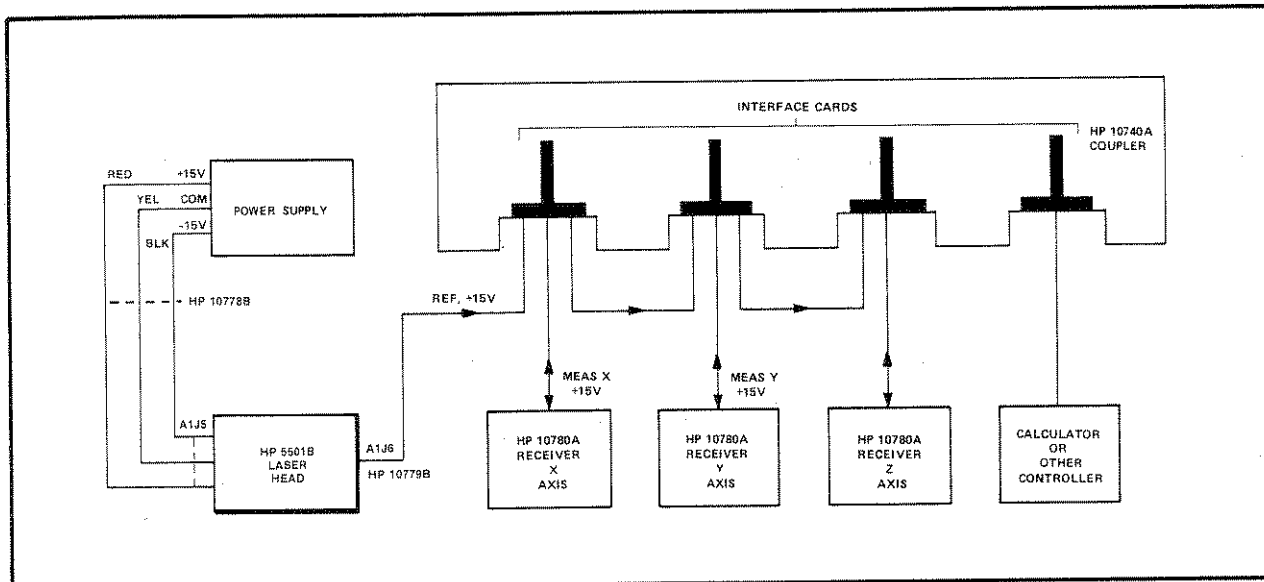 INTERFACE CARDS
HP 10740A
COUPLER
RED
+15V
YEL
COM
-15V
BLK
POWER SUPPLY
HP 10778B
REF, +15V
MEAS X
+15V
MEAS Y
+15V
A1J5
HP 5501B
LASER
HEAD
A1J6
HP 10779B
HP 10780A
RECEIVER
X
AXIS
HP 10780A
RECEIVER
Y
AXIS
HP 10780A
RECEIVER
Z
AXIS
CALCULATOR
OR
OTHER
CONTROLLER